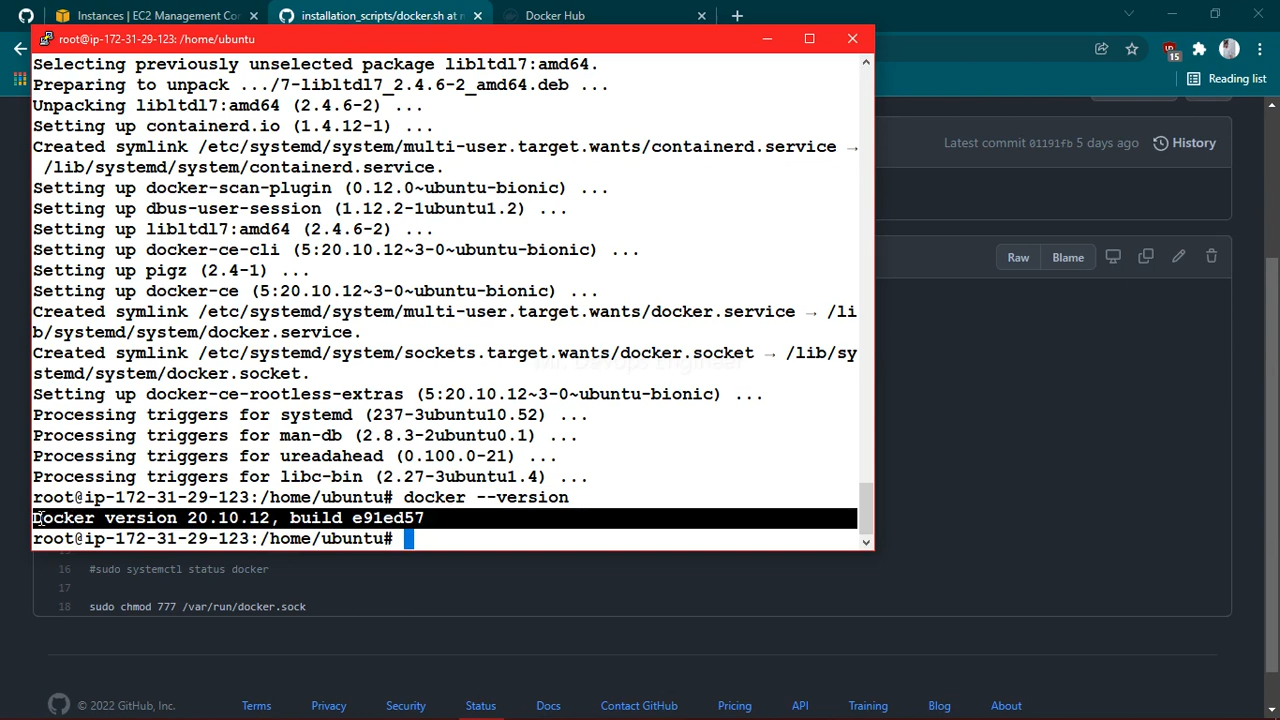 Instances | EC2 Management Con
installation_scripts/docker.sh at m
Docker Hub
root@ip-172-31-29-123: /home/ubuntu
15
Reading list
Selecting previously unselected package libltdl7:amd64.
Preparing to unpack .../7-libltdl7_2.4.6-2_amd64.deb ...
Unpacking libltdl7:amd64 (2.4.6-2) ...
Setting up containerd.io (1.4.12-1) ...
Created symlink /etc/systemd/system/multi-user.target.wants/containerd.service →
/lib/systemd/system/containerd.service.
Setting up docker-scan-plugin (0.12.0~ubuntu-bionic) ...
Setting up dbus-user-session (1.12.2-1ubuntu1.2) ...
Setting up libltdl7:amd64 (2.4.6-2) ...
Setting up docker-ce-cli (5:20.10.12~3-0~ubuntu-bionic) ...
Setting up pigz (2.4-1) ...
Setting up docker-ce (5:20.10.12~3-0~ubuntu-bionic) ...
Created symlink /etc/systemd/system/multi-user.target.wants/docker.service → /li
b/systemd/system/docker.service.
Created symlink /etc/systemd/system/sockets.target.wants/docker.socket → /lib/sy
stemd/system/docker.socket.
Setting up docker-ce-rootless-extras (5:20.10.12~3-0~ubuntu-bionic) ...
Processing triggers for systemd (237-3ubuntu10.52) ...
Processing triggers for man-db (2.8.3-2ubuntu0.1) ...
Processing triggers for ureadahead (0.100.0-21) ...
Processing triggers for libc-bin (2.27-3ubuntu1.4) ...
root@ip-172-31-29-123:/home/ubuntu# docker --version
Docker version 20.10.12, build e91ed57
root@ip-172-31-29-123:/home/ubuntu#
Latest commit 01191fb 5 days ago
History
Raw
Blame
16 #sudo systemctl status docker
17
18 sudo chmod 777 /var/run/docker.sock
© 2022 GitHub, Inc.
Terms
Privacy
Security
Status
Docs
Contact GitHub
Pricing
API
Training
Blog
About